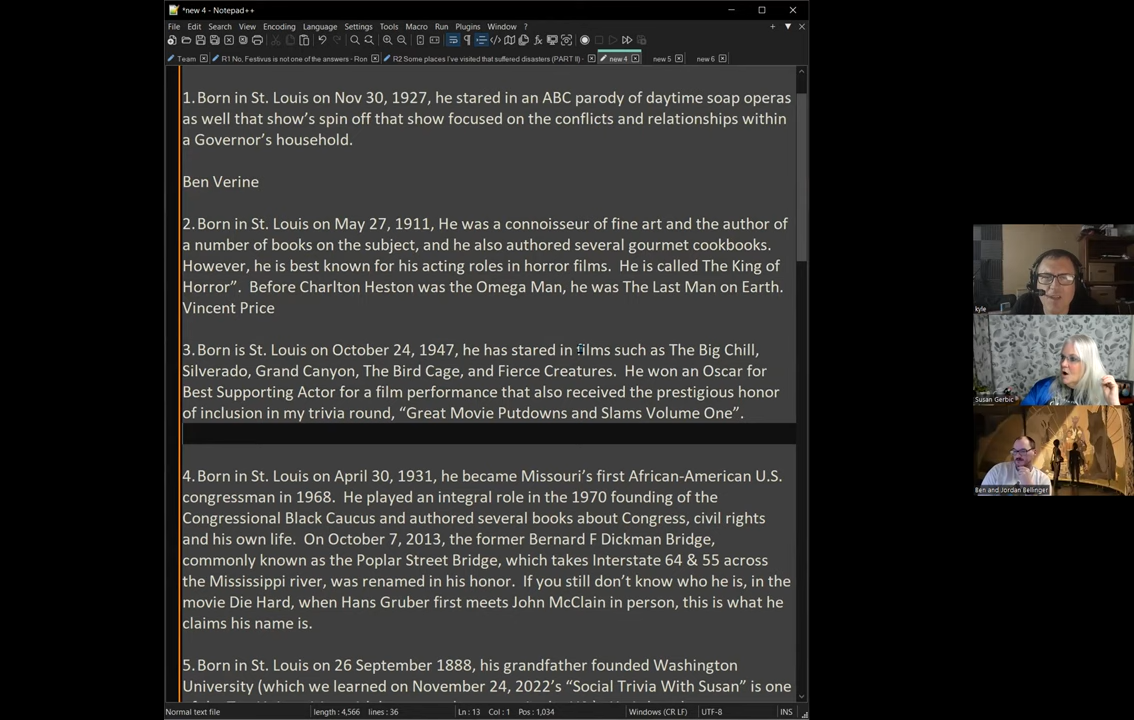 *new 4 - Notepad++
File Edit Search View Encoding Language Settings Tools Macro Run Plugins Window ?
Team R1 No, Festivus is not one of the answers - Ron R2 Some places I've visited that suffered disasters (PART II) - new 4 new 5 new 6
1. Born in St. Louis on Nov 30, 1927, he stared in an ABC parody of daytime soap operas
as well that show's spin off that show focused on the conflicts and relationships within
a Governor's household.
Ben Verine
2. Born in St. Louis on May 27, 1911, He was a connoisseur of fine art and the author of
a number of books on the subject, and he also authored several gourmet cookbooks.
However, he is best known for his acting roles in horror films.  He is called The King of
Horror".  Before Charlton Heston was the Omega Man, he was The Last Man on Earth.
Vincent Price
3. Born is St. Louis on October 24, 1947, he has stared in films such as The Big Chill,
Silverado, Grand Canyon, The Bird Cage, and Fierce Creatures.  He won an Oscar for
Best Supporting Actor for a film performance that also received the prestigious honor
of inclusion in my trivia round, "Great Movie Putdowns and Slams Volume One".
4. Born in St. Louis on April 30, 1931, he became Missouri's first African-American U.S.
congressman in 1968.  He played an integral role in the 1970 founding of the
Congressional Black Caucus and authored several books about Congress, civil rights
and his own life.  On October 7, 2013, the former Bernard F Dickman Bridge,
commonly known as the Poplar Street Bridge, which takes Interstate 64 & 55 across
the Mississippi river, was renamed in his honor.  If you still don't know who he is, in the
movie Die Hard, when Hans Gruber first meets John McClain in person, this is what he
claims his name is.
5. Born in St. Louis on 26 September 1888, his grandfather founded Washington
University (which we learned on November 24, 2022's "Social Trivia With Susan" is one
Normal text file length : 4,566 lines : 36 Ln : 13 Col : 1 Pos : 1,034 Windows (CR LF) UTF-8 INS
kyle
Susan Gerbic
Ben and Jordan Bellinger